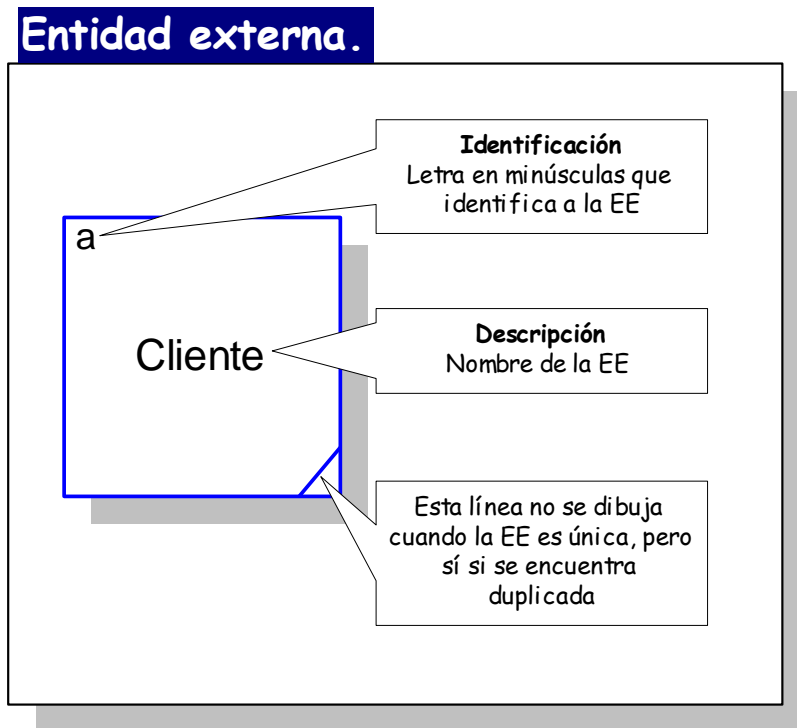 Entidad externa.
Identificación
Letra en minúsculas que
identifica a la EE
a
Cliente
Descripción
Nombre de la EE
Esta línea no se dibuja
cuando la EE es única, pero
sí si se encuentra
duplicada